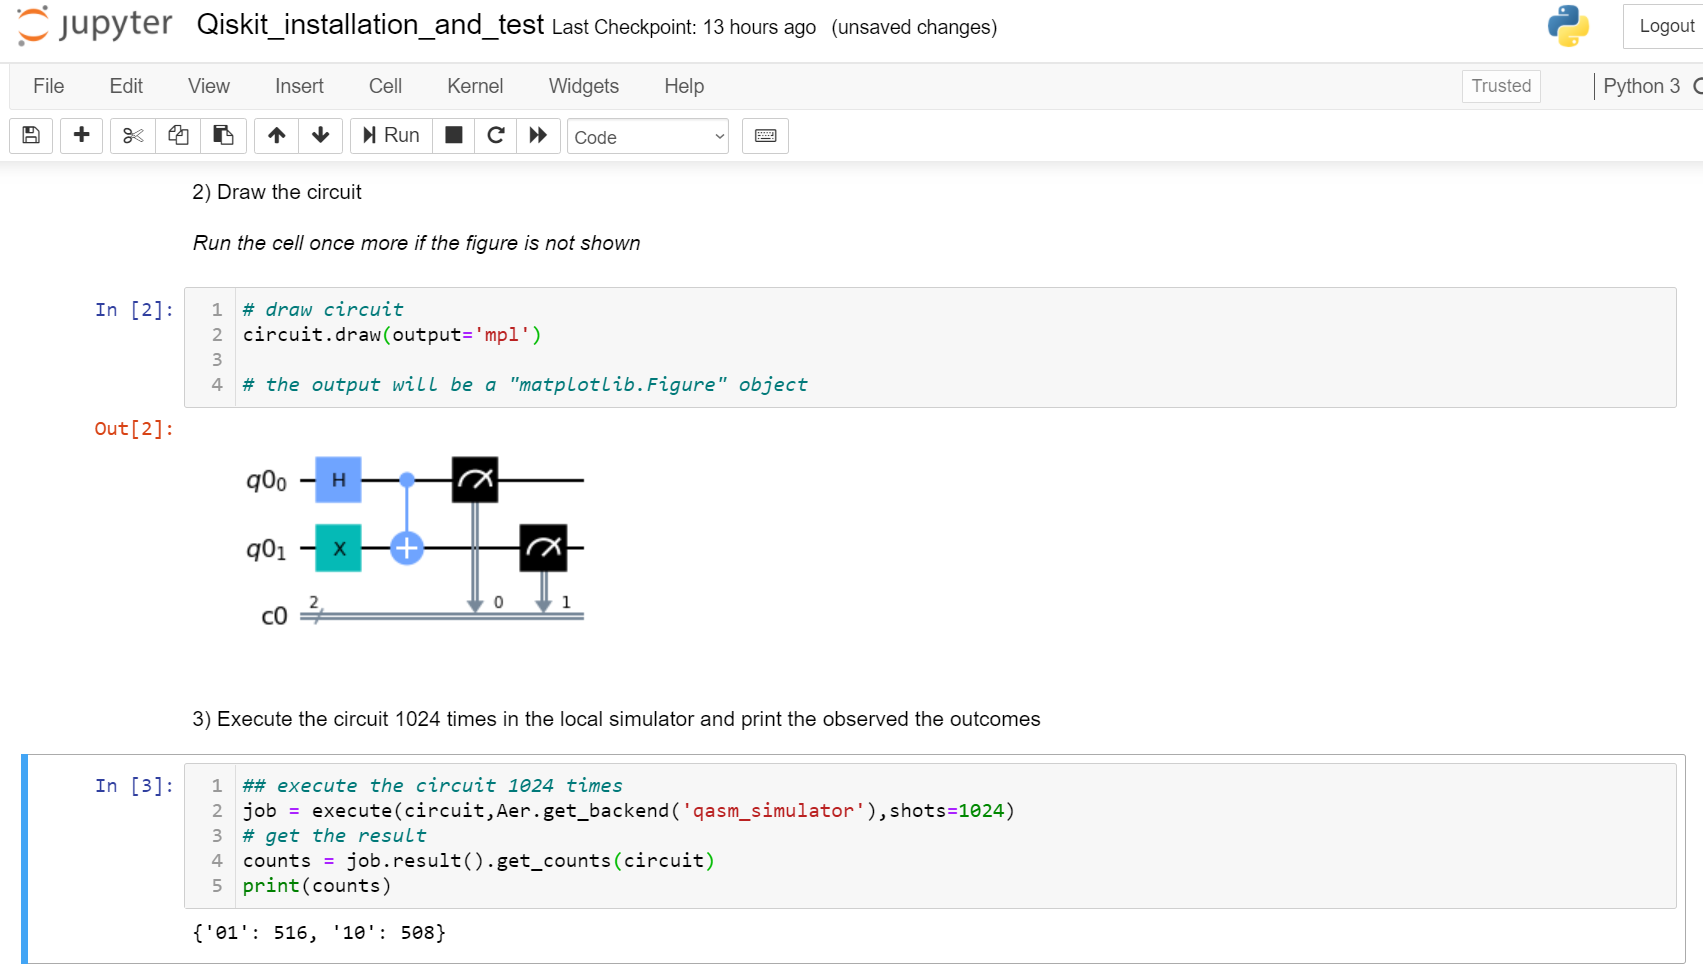 jupyter Qiskit_installation_and_test Last Checkpoint: 13 hours ago (unsaved changes) Logout
File Edit View Insert Cell Kernel Widgets Help Trusted Python 3
Run Code
2) Draw the circuit
Run the cell once more if the figure is not shown
In [2]: 1 # draw circuit
2 circuit.draw(output='mpl')
3
4 # the output will be a "matplotlib.Figure" object
Out[2]:
q0₀ H
q0₁ X
c0 2 0 1
3) Execute the circuit 1024 times in the local simulator and print the observed the outcomes
In [3]: 1 ## execute the circuit 1024 times
2 job = execute(circuit,Aer.get_backend('qasm_simulator'),shots=1024)
3 # get the result
4 counts = job.result().get_counts(circuit)
5 print(counts)
{'01': 516, '10': 508}